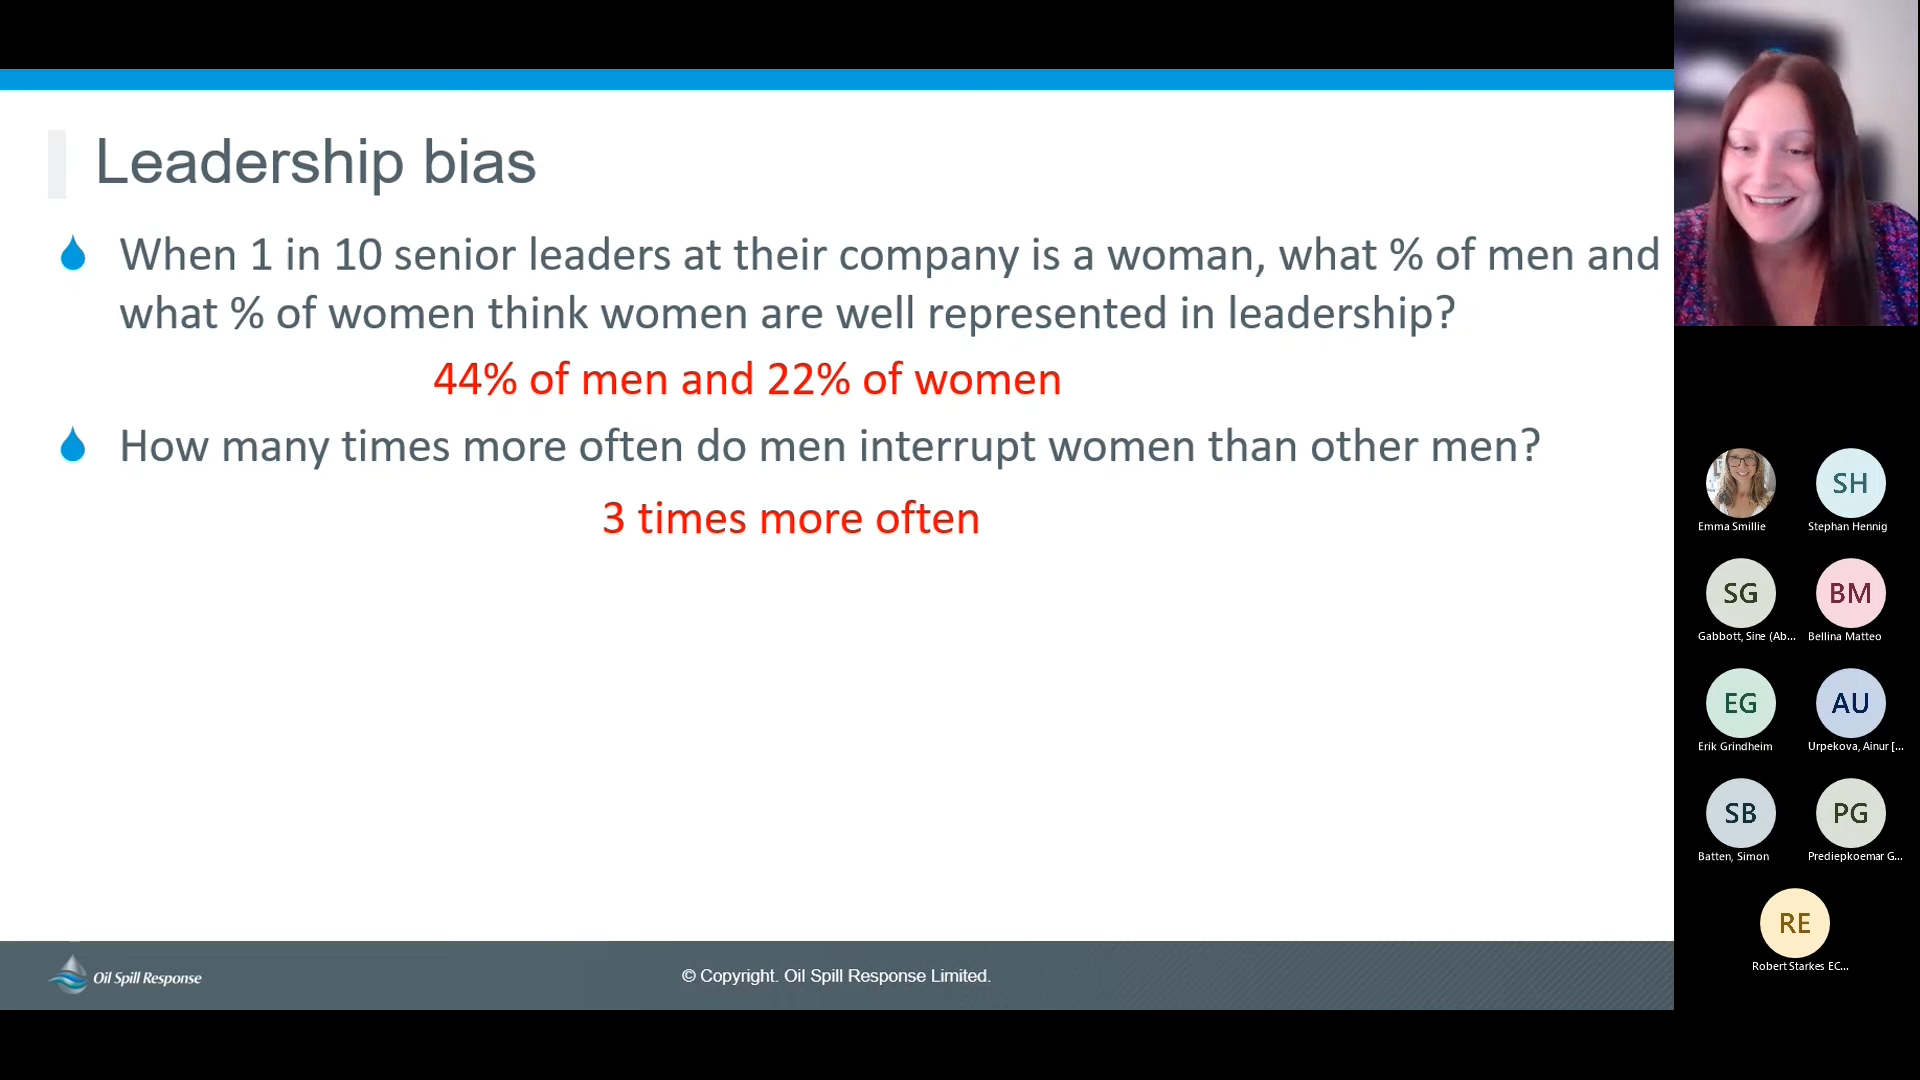 Leadership bias
When 1 in 10 senior leaders at their company is a woman, what % of men and
what % of women think women are well represented in leadership?
44% of men and 22% of women
How many times more often do men interrupt women than other men?
3 times more often
Oil Spill Response
© Copyright. Oil Spill Response Limited.
Emma Smillie
SH
Stephan Hennig
SG
Gabbott, Sine (Ab...
BM
Bellina Matteo
EG
Erik Grindheim
AU
Urpekova, Ainur [...
SB
Batten, Simon
PG
Prediepkoemar G...
RE
Robert Starkes EC...